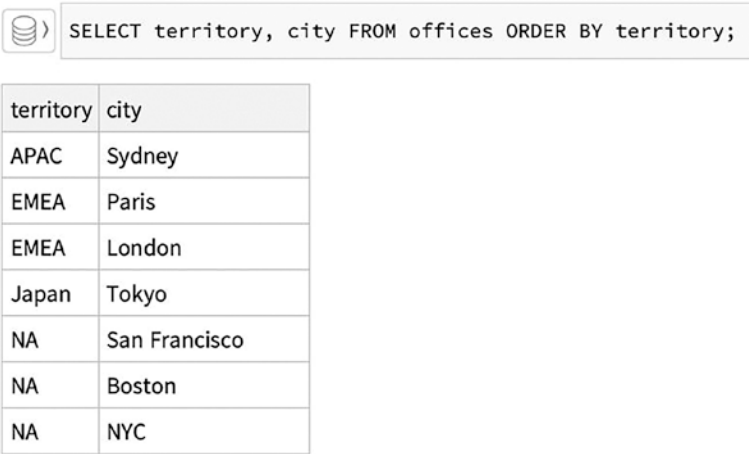 SELECT territory, city FROM offices ORDER BY territory;
territory city
APAC Sydney
EMEA Paris
EMEA London
Japan Tokyo
NA San Francisco
NA Boston
NA NYC